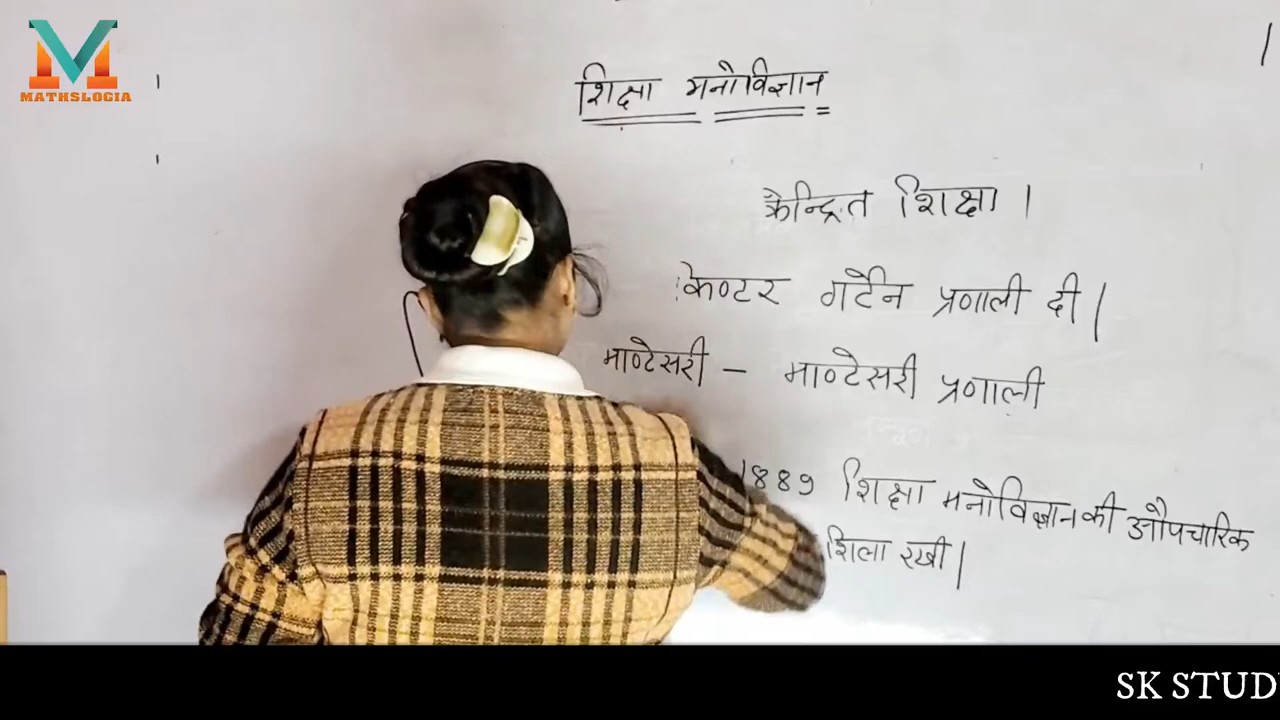 MATHSLOGIA
शिक्षा मनोविज्ञान
केन्द्रित शिक्षा ।
केण्टर गर्टेन प्रणाली दी |
माण्टेसरी - माण्टेसरी प्रणाली
1889 शिक्षा मनोविज्ञान की औपचारिक
शिला रखी |
SK STUD